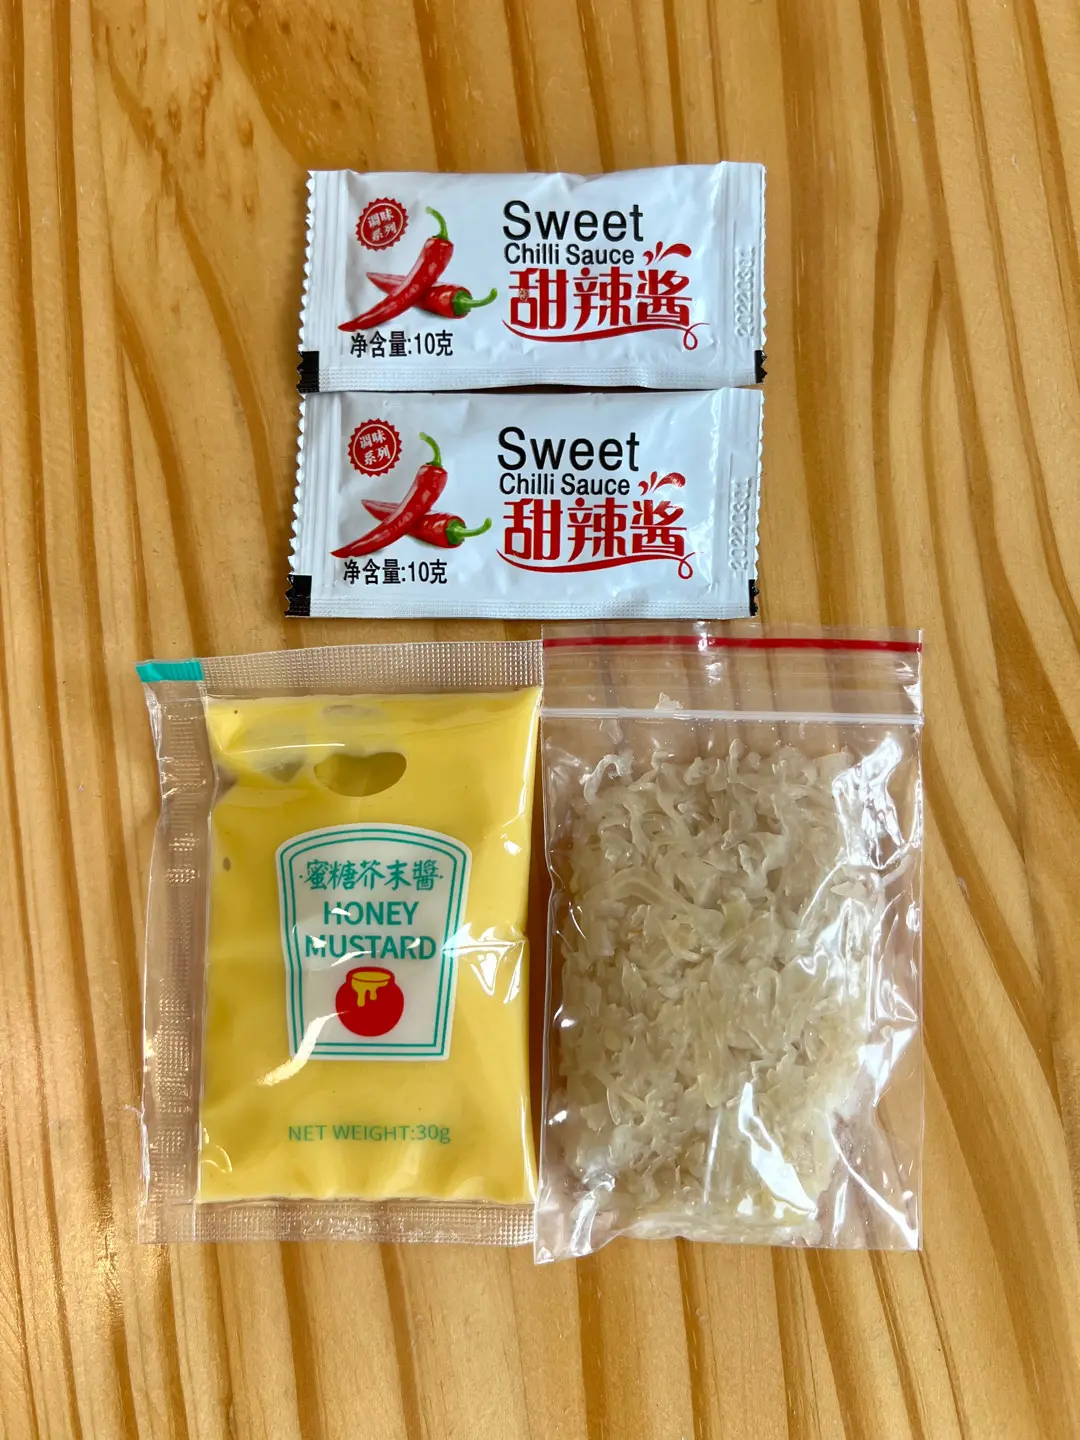 调味
系列
Sweet
Chilli Sauce
甜辣酱
净含量:10克
20220301
调味
系列
Sweet
Chilli Sauce
甜辣酱
净含量:10克
20220301
·蜜糖芥末醬·
HONEY
MUSTARD
NET WEIGHT:30g